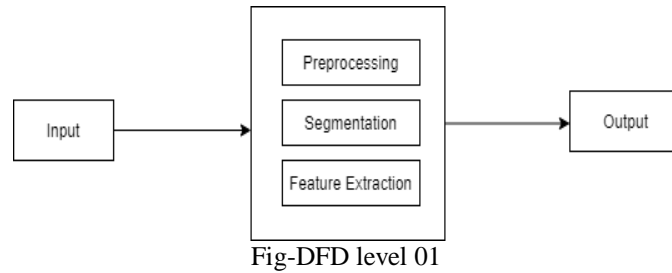 Input
Preprocessing
Segmentation
Feature Extraction
Output
Fig-DFD level 01